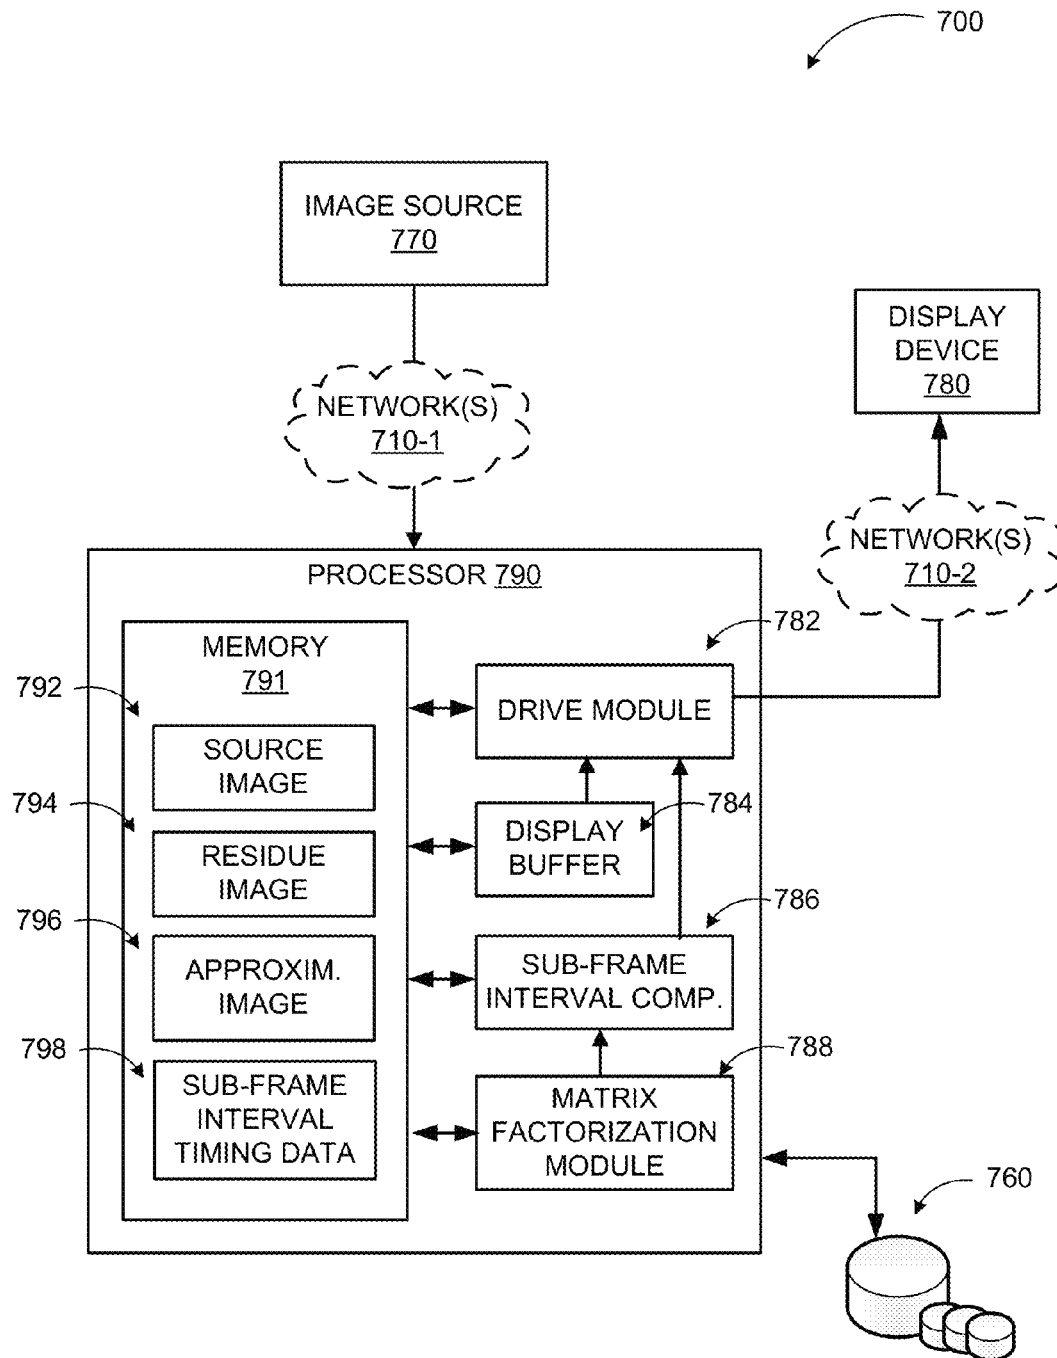 700
IMAGE SOURCE
770
DISPLAY
DEVICE
780
NETWORK(S)
710-1
NETWORK(S)
710-2
PROCESSOR 790
MEMORY
791
782
792
DRIVE MODULE
SOURCE
IMAGE
794
784
DISPLAY
BUFFER
RESIDUE
IMAGE
796
786
APPROXIM.
IMAGE
SUB-FRAME
INTERVAL COMP.
798
788
SUB-FRAME
INTERVAL
TIMING DATA
MATRIX
FACTORIZATION
MODULE
760